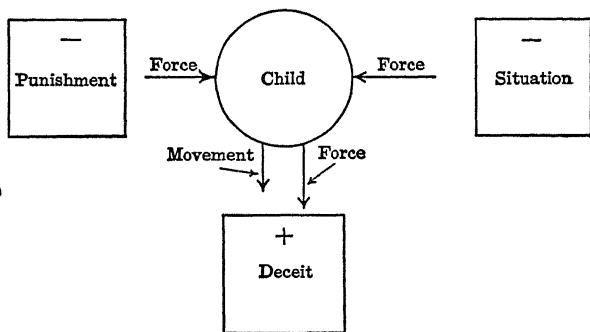 − −
Punishment Force Child Force Situation
Movement Force
+
Deceit